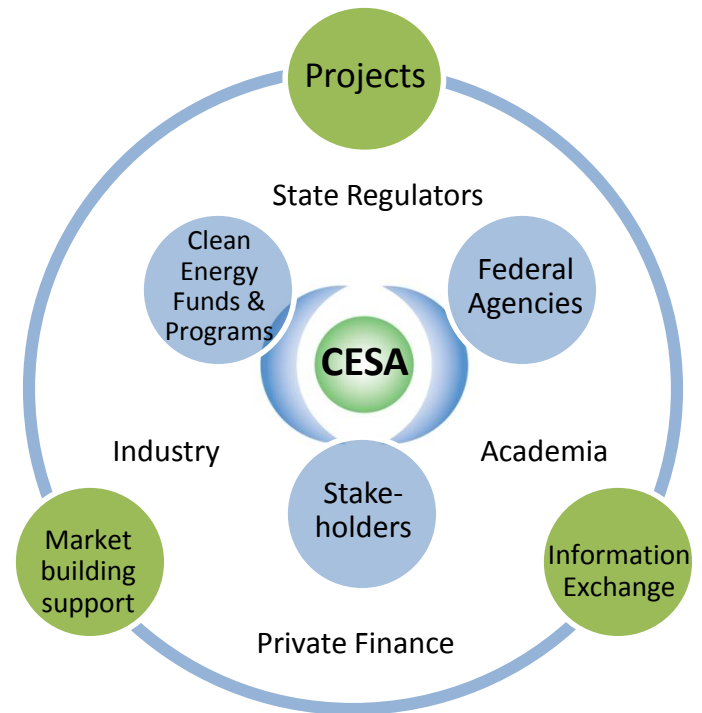 Projects
State Regulators
Clean
Energy
Funds &
Programs
Federal
Agencies
CESA
Industry
Academia
Stake-
holders
Market
building
support
Information
Exchange
Private Finance